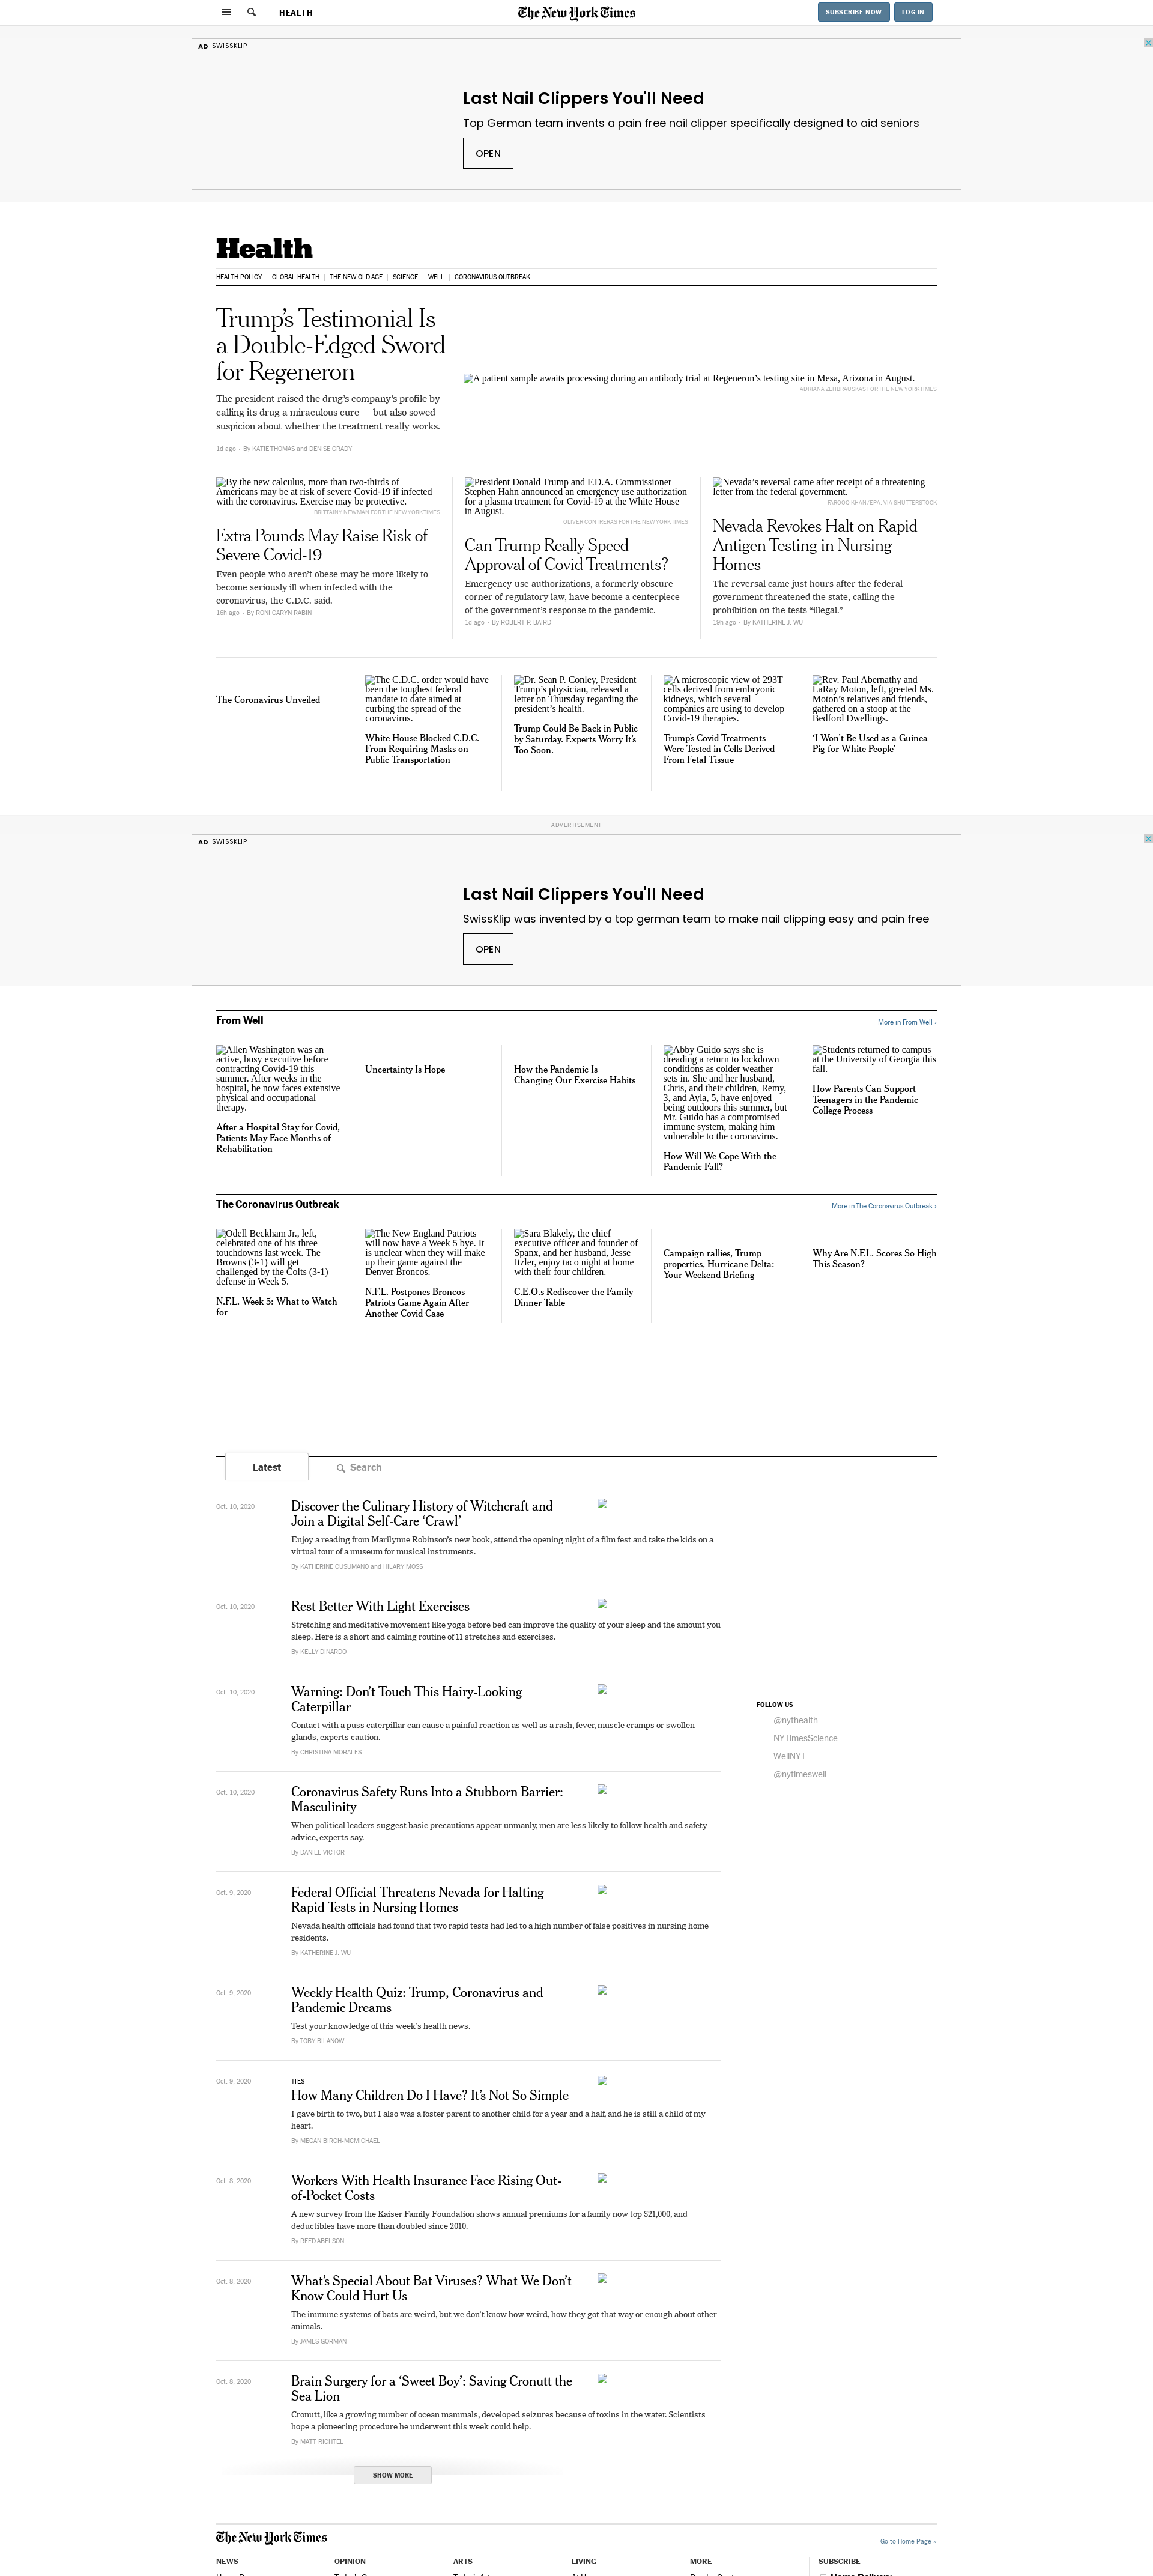 HEALTH
The New York Times
SUBSCRIBE NOW
LOG IN
AD SWISSKLIP
Last Nail Clippers You'll Need
Top German team invents a pain free nail clipper specifically designed to aid seniors
OPEN
Health
HEALTH POLICY
GLOBAL HEALTH
THE NEW OLD AGE
SCIENCE
WELL
CORONAVIRUS OUTBREAK
Trump’s Testimonial Is
a Double-Edged Sword
for Regeneron
The president raised the drug’s company’s profile by
calling its drug a miraculous cure — but also sowed
suspicion about whether the treatment really works.
1d ago • By KATIE THOMAS and DENISE GRADY
A patient sample awaits processing during an antibody trial at Regeneron’s testing site in Mesa, Arizona in August.
ADRIANA ZEHBRAUSKAS FOR THE NEW YORK TIMES
By the new calculus, more than two-thirds of
Americans may be at risk of severe Covid-19 if infected
with the coronavirus. Exercise may be protective.
BRITTAINY NEWMAN FOR THE NEW YORK TIMES
Extra Pounds May Raise Risk of
Severe Covid-19
Even people who aren’t obese may be more likely to
become seriously ill when infected with the
coronavirus, the C.D.C. said.
16h ago • By RONI CARYN RABIN
President Donald Trump and F.D.A. Commissioner
Stephen Hahn announced an emergency use authorization
for a plasma treatment for Covid-19 at the White House
in August.
OLIVER CONTRERAS FOR THE NEW YORK TIMES
Can Trump Really Speed
Approval of Covid Treatments?
Emergency-use authorizations, a formerly obscure
corner of regulatory law, have become a centerpiece
of the government’s response to the pandemic.
1d ago • By ROBERT P. BAIRD
Nevada’s reversal came after receipt of a threatening
letter from the federal government.
FAROOQ KHAN/EPA, VIA SHUTTERSTOCK
Nevada Revokes Halt on Rapid
Antigen Testing in Nursing
Homes
The reversal came just hours after the federal
government threatened the state, calling the
prohibition on the tests “illegal.”
19h ago • By KATHERINE J. WU
The Coronavirus Unveiled
The C.D.C. order would have
been the toughest federal
mandate to date aimed at
curbing the spread of the
coronavirus.
White House Blocked C.D.C.
From Requiring Masks on
Public Transportation
Dr. Sean P. Conley, President
Trump’s physician, released a
letter on Thursday regarding the
president’s health.
Trump Could Be Back in Public
by Saturday. Experts Worry It’s
Too Soon.
A microscopic view of 293T
cells derived from embryonic
kidneys, which several
companies are using to develop
Covid-19 therapies.
Trump’s Covid Treatments
Were Tested in Cells Derived
From Fetal Tissue
Rev. Paul Abernathy and
LaRay Moton, left, greeted Ms.
Moton’s relatives and friends,
gathered on a stoop at the
Bedford Dwellings.
‘I Won’t Be Used as a Guinea
Pig for White People’
ADVERTISEMENT
AD SWISSKLIP
Last Nail Clippers You'll Need
SwissKlip was invented by a top german team to make nail clipping easy and pain free
OPEN
From Well
More in From Well ›
Allen Washington was an
active, busy executive before
contracting Covid-19 this
summer. After weeks in the
hospital, he now faces extensive
physical and occupational
therapy.
After a Hospital Stay for Covid,
Patients May Face Months of
Rehabilitation
Uncertainty Is Hope
How the Pandemic Is
Changing Our Exercise Habits
Abby Guido says she is
dreading a return to lockdown
conditions as colder weather
sets in. She and her husband,
Chris, and their children, Remy,
3, and Ayla, 5, have enjoyed
being outdoors this summer, but
Mr. Guido has a compromised
immune system, making him
vulnerable to the coronavirus.
How Will We Cope With the
Pandemic Fall?
Students returned to campus
at the University of Georgia this
fall.
How Parents Can Support
Teenagers in the Pandemic
College Process
The Coronavirus Outbreak
More in The Coronavirus Outbreak ›
Odell Beckham Jr., left,
celebrated one of his three
touchdowns last week. The
Browns (3-1) will get
challenged by the Colts (3-1)
defense in Week 5.
N.F.L. Week 5: What to Watch
for
The New England Patriots
will now have a Week 5 bye. It
is unclear when they will make
up their game against the
Denver Broncos.
N.F.L. Postpones Broncos-
Patriots Game Again After
Another Covid Case
Sara Blakely, the chief
executive officer and founder of
Spanx, and her husband, Jesse
Itzler, enjoy taco night at home
with their four children.
C.E.O.s Rediscover the Family
Dinner Table
Campaign rallies, Trump
properties, Hurricane Delta:
Your Weekend Briefing
Why Are N.F.L. Scores So High
This Season?
Latest
Search
Oct. 10, 2020
Discover the Culinary History of Witchcraft and
Join a Digital Self-Care ‘Crawl’
Enjoy a reading from Marilynne Robinson’s new book, attend the opening night of a film fest and take the kids on a
virtual tour of a museum for musical instruments.
By KATHERINE CUSUMANO and HILARY MOSS
Oct. 10, 2020
Rest Better With Light Exercises
Stretching and meditative movement like yoga before bed can improve the quality of your sleep and the amount you
sleep. Here is a short and calming routine of 11 stretches and exercises.
By KELLY DINARDO
Oct. 10, 2020
Warning: Don’t Touch This Hairy-Looking
Caterpillar
Contact with a puss caterpillar can cause a painful reaction as well as a rash, fever, muscle cramps or swollen
glands, experts caution.
By CHRISTINA MORALES
FOLLOW US
@nythealth
NYTimesScience
WellNYT
@nytimeswell
Oct. 10, 2020
Coronavirus Safety Runs Into a Stubborn Barrier:
Masculinity
When political leaders suggest basic precautions appear unmanly, men are less likely to follow health and safety
advice, experts say.
By DANIEL VICTOR
Oct. 9, 2020
Federal Official Threatens Nevada for Halting
Rapid Tests in Nursing Homes
Nevada health officials had found that two rapid tests had led to a high number of false positives in nursing home
residents.
By KATHERINE J. WU
Oct. 9, 2020
Weekly Health Quiz: Trump, Coronavirus and
Pandemic Dreams
Test your knowledge of this week’s health news.
By TOBY BILANOW
Oct. 9, 2020
TIES
How Many Children Do I Have? It’s Not So Simple
I gave birth to two, but I also was a foster parent to another child for a year and a half, and he is still a child of my
heart.
By MEGAN BIRCH-MCMICHAEL
Oct. 8, 2020
Workers With Health Insurance Face Rising Out-
of-Pocket Costs
A new survey from the Kaiser Family Foundation shows annual premiums for a family now top $21,000, and
deductibles have more than doubled since 2010.
By REED ABELSON
Oct. 8, 2020
What’s Special About Bat Viruses? What We Don’t
Know Could Hurt Us
The immune systems of bats are weird, but we don’t know how weird, how they got that way or enough about other
animals.
By JAMES GORMAN
Oct. 8, 2020
Brain Surgery for a ‘Sweet Boy’: Saving Cronutt the
Sea Lion
Cronutt, like a growing number of ocean mammals, developed seizures because of toxins in the water. Scientists
hope a pioneering procedure he underwent this week could help.
By MATT RICHTEL
SHOW MORE
The New York Times
Go to Home Page »
NEWS
OPINION
ARTS
LIVING
MORE
SUBSCRIBE